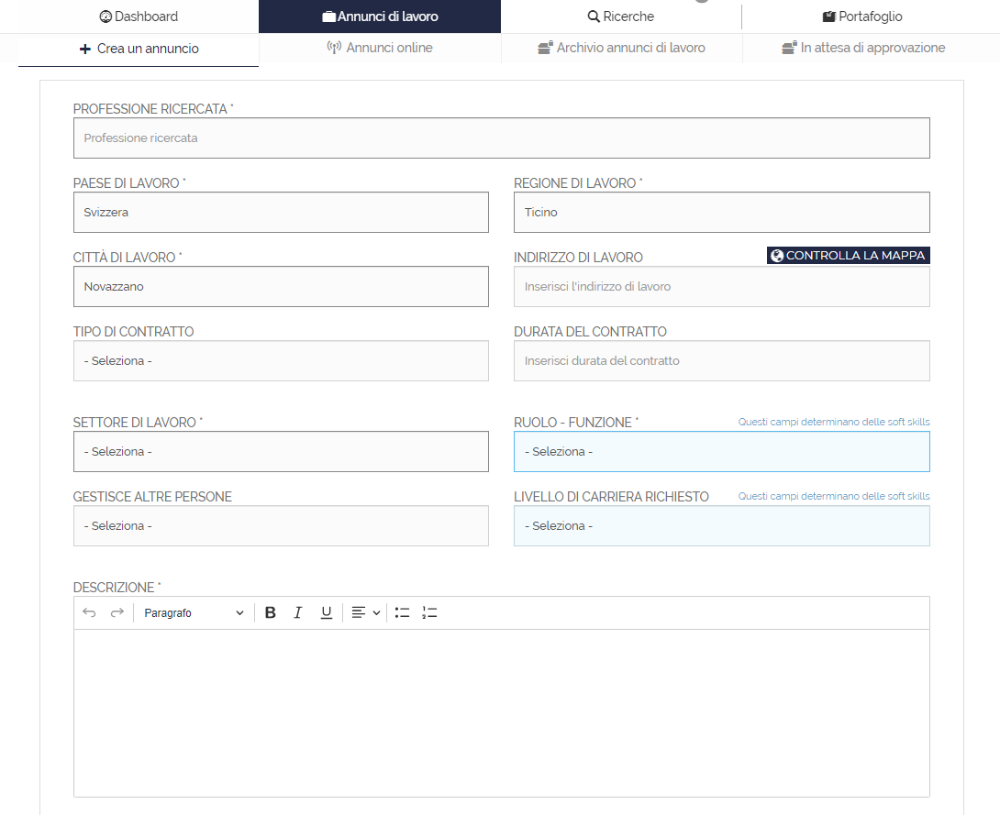 Dashboard
Annunci di lavoro
Ricerche
Portafoglio
Crea un annuncio
Annunci online
Archivio annunci di lavoro
In attesa di approvazione
PROFESSIONE RICERCATA *
Professione ricercata
PAESE DI LAVORO *
REGIONE DI LAVORO *
Svizzera
Ticino
CITTÀ DI LAVORO *
INDIRIZZO DI LAVORO
CONTROLLA LA MAPPA
Novazzano
Inserisci l'indirizzo di lavoro
TIPO DI CONTRATTO
DURATA DEL CONTRATTO
- Seleziona -
Inserisci durata del contratto
SETTORE DI LAVORO *
RUOLO - FUNZIONE *
Questi campi determinano delle soft skills
- Seleziona -
- Seleziona -
GESTISCE ALTRE PERSONE
LIVELLO DI CARRIERA RICHIESTO
Questi campi determinano delle soft skills
- Seleziona -
- Seleziona -
DESCRIZIONE *
Paragrafo
B I U